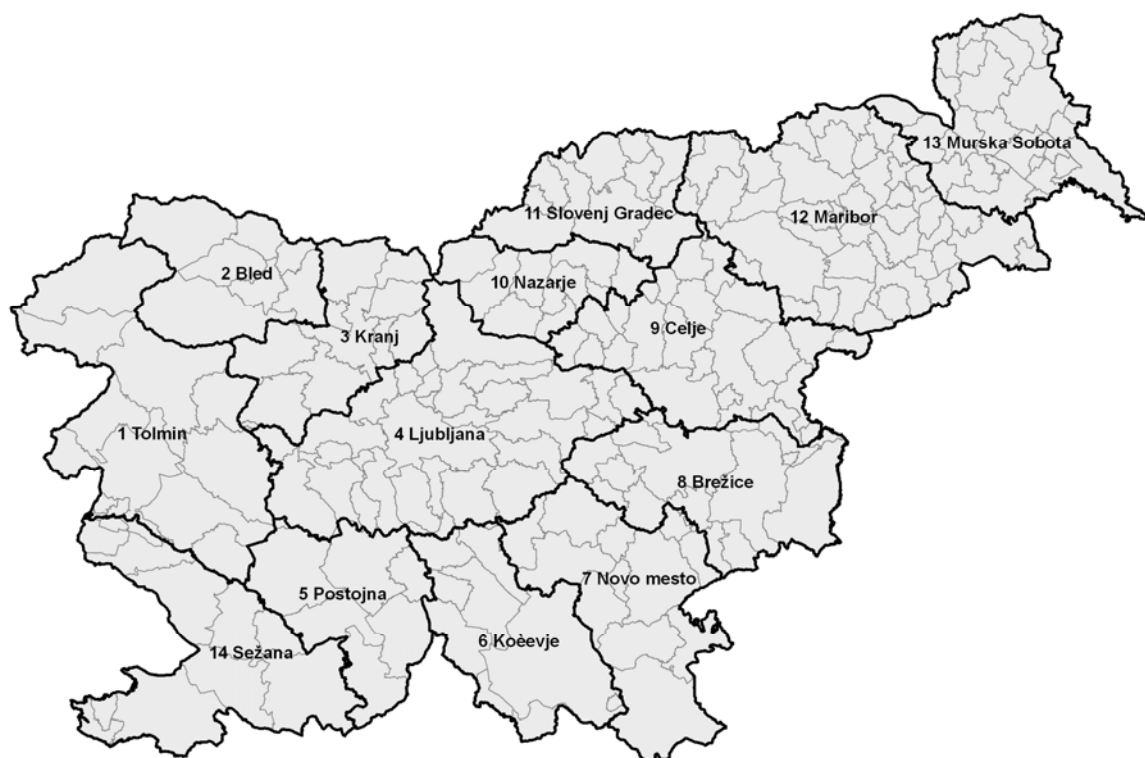 13 Murska Sobota
11 Slovenj Gradec
12 Maribor
2 Bled
10 Nazarje
3 Kranj
9 Celje
1 Tolmin
4 Ljubljana
8 Brežice
7 Novo mesto
5 Postojna
6 Koèevje
14 Sežana